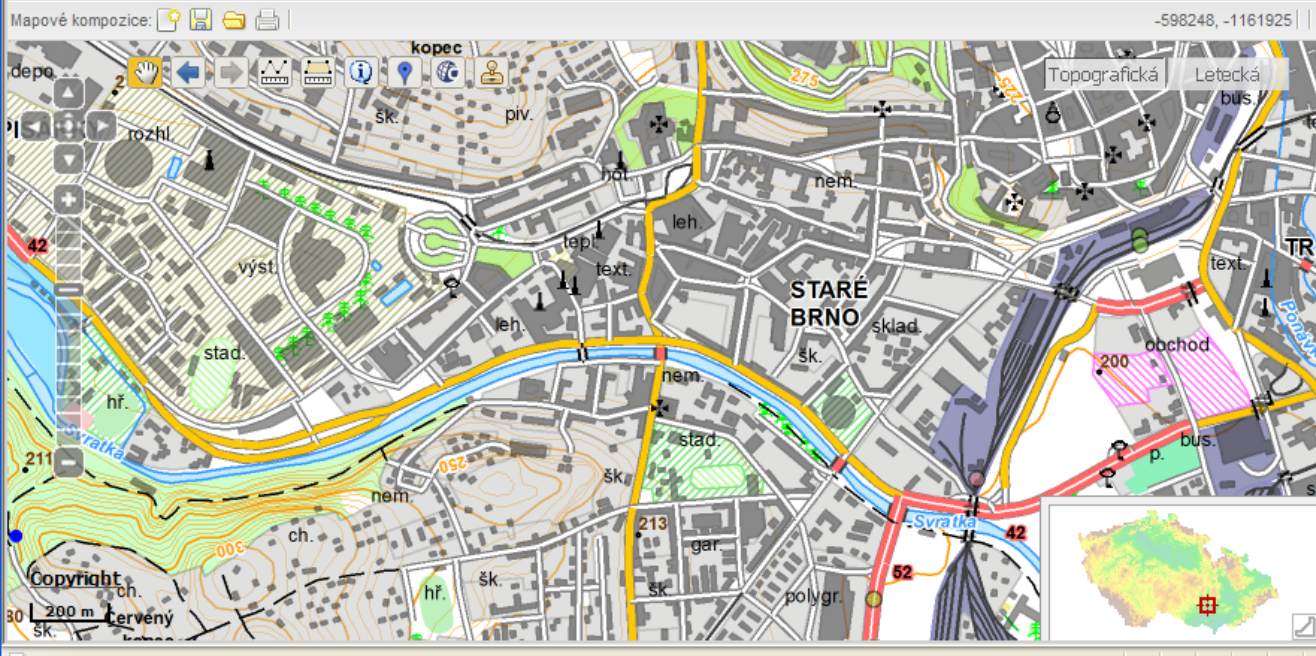 Mapové kompozice:
-598248, -1161925
kopec
depo.
275
225
Topografická
Letecká
bus.
šk.
piv.
rozhl.
hot.
nem.
leh.
42
tepl.
text.
výst.
STARÉ
BRNO
text.
TR
leh.
sklad.
stad.
šk.
obchod
200
nem.
hř.
Svratka
stad.
bus.
p.
211
250
šk.
nem.
213
Svratka
42
300
ch.
gar.
52
Copyright
ch.
hř.
šk.
šk.
polygr.
200 m
Červený
kopec
30
šk.